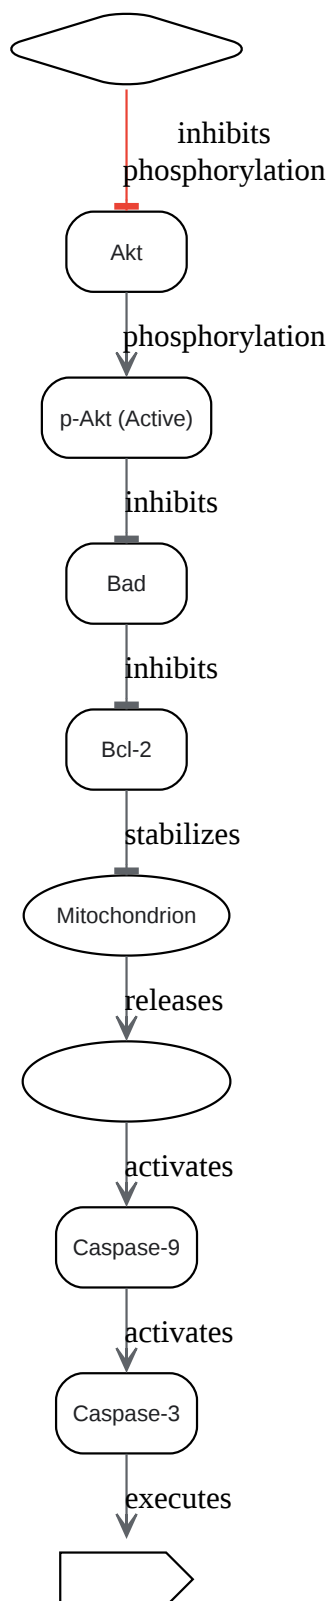 inhibits
phosphorylation
Akt
phosphorylation
p-Akt (Active)
inhibits
Bad
inhibits
Bcl-2
stabilizes
Mitochondrion
releases
activates
Caspase-9
activates
Caspase-3
executes